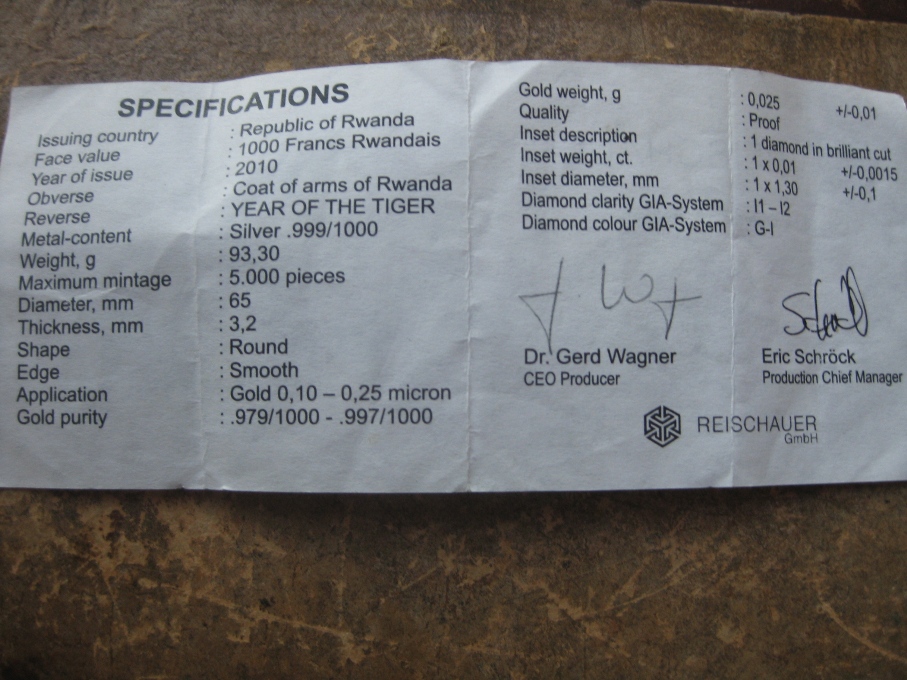 SPECIFICATIONS
Issuing country : Republic of Rwanda
Face value : 1000 Francs Rwandais
Year of issue : 2010
Obverse : Coat of arms of Rwanda
Reverse : YEAR OF THE TIGER
Metal-content : Silver .999/1000
Weight, g : 93,30
Maximum mintage : 5.000 pieces
Diameter, mm : 65
Thickness, mm : 3,2
Shape : Round
Edge : Smooth
Application : Gold 0,10 – 0,25 micron
Gold purity : .979/1000 - .997/1000
Gold weight, g : 0,025 +/-0,01
Quality : Proof
Inset description : 1 diamond in brilliant cut
Inset weight, ct. : 1 x 0,01 +/-0,0015
Inset diameter, mm : 1 x 1,30 +/-0,1
Diamond clarity GIA-System : I1 – I2
Diamond colour GIA-System : G-I
Dr. Gerd Wagner
CEO Producer
Eric Schröck
Production Chief Manager
REISCHAUER
GmbH